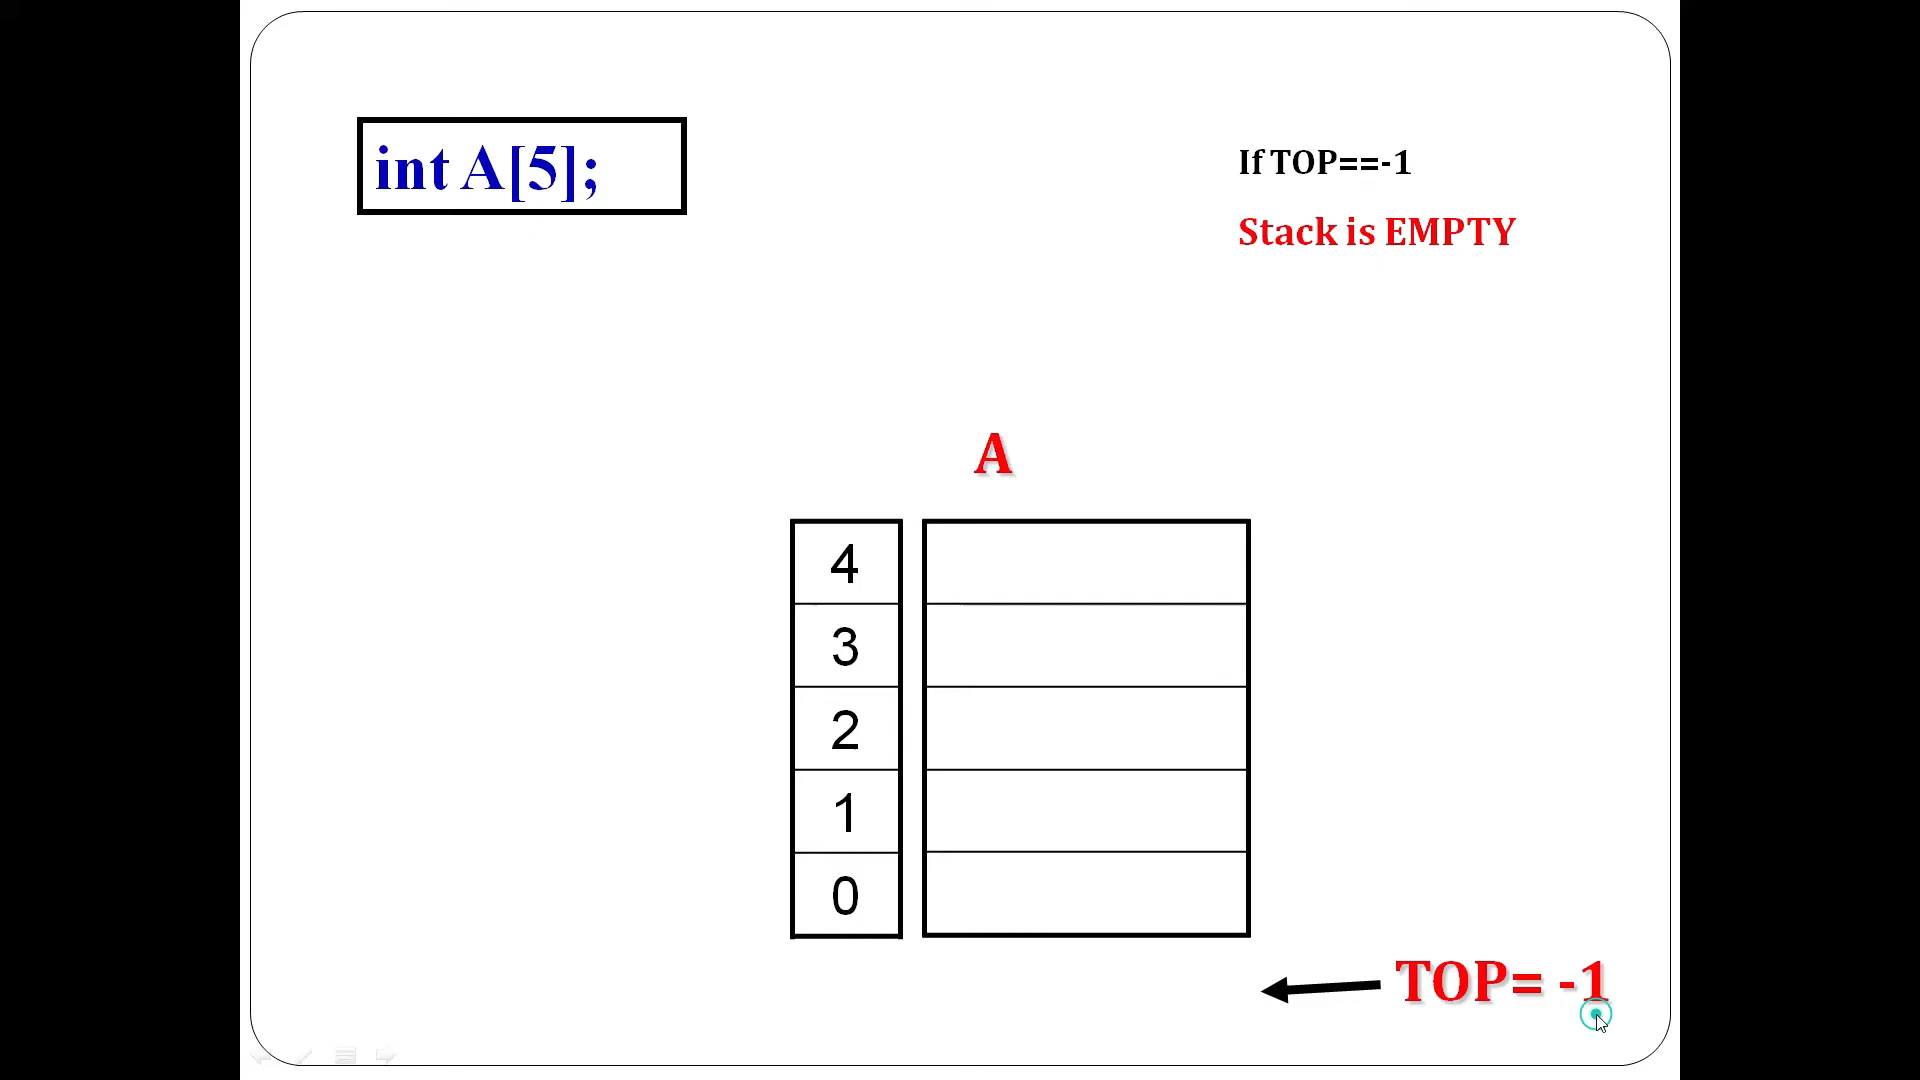 int A[5];
If TOP==-1
Stack is EMPTY
A
4
3
2
1
0
TOP= -1